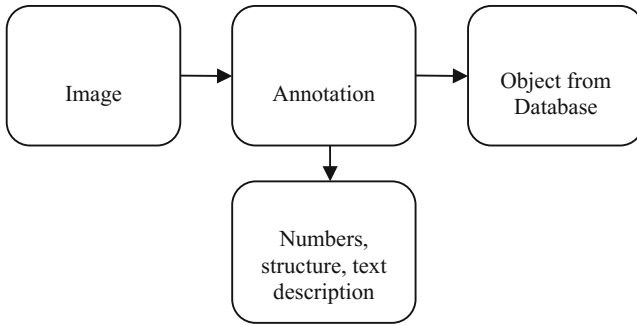 Image
Annotation
Object from
Database
Numbers,
structure, text
description